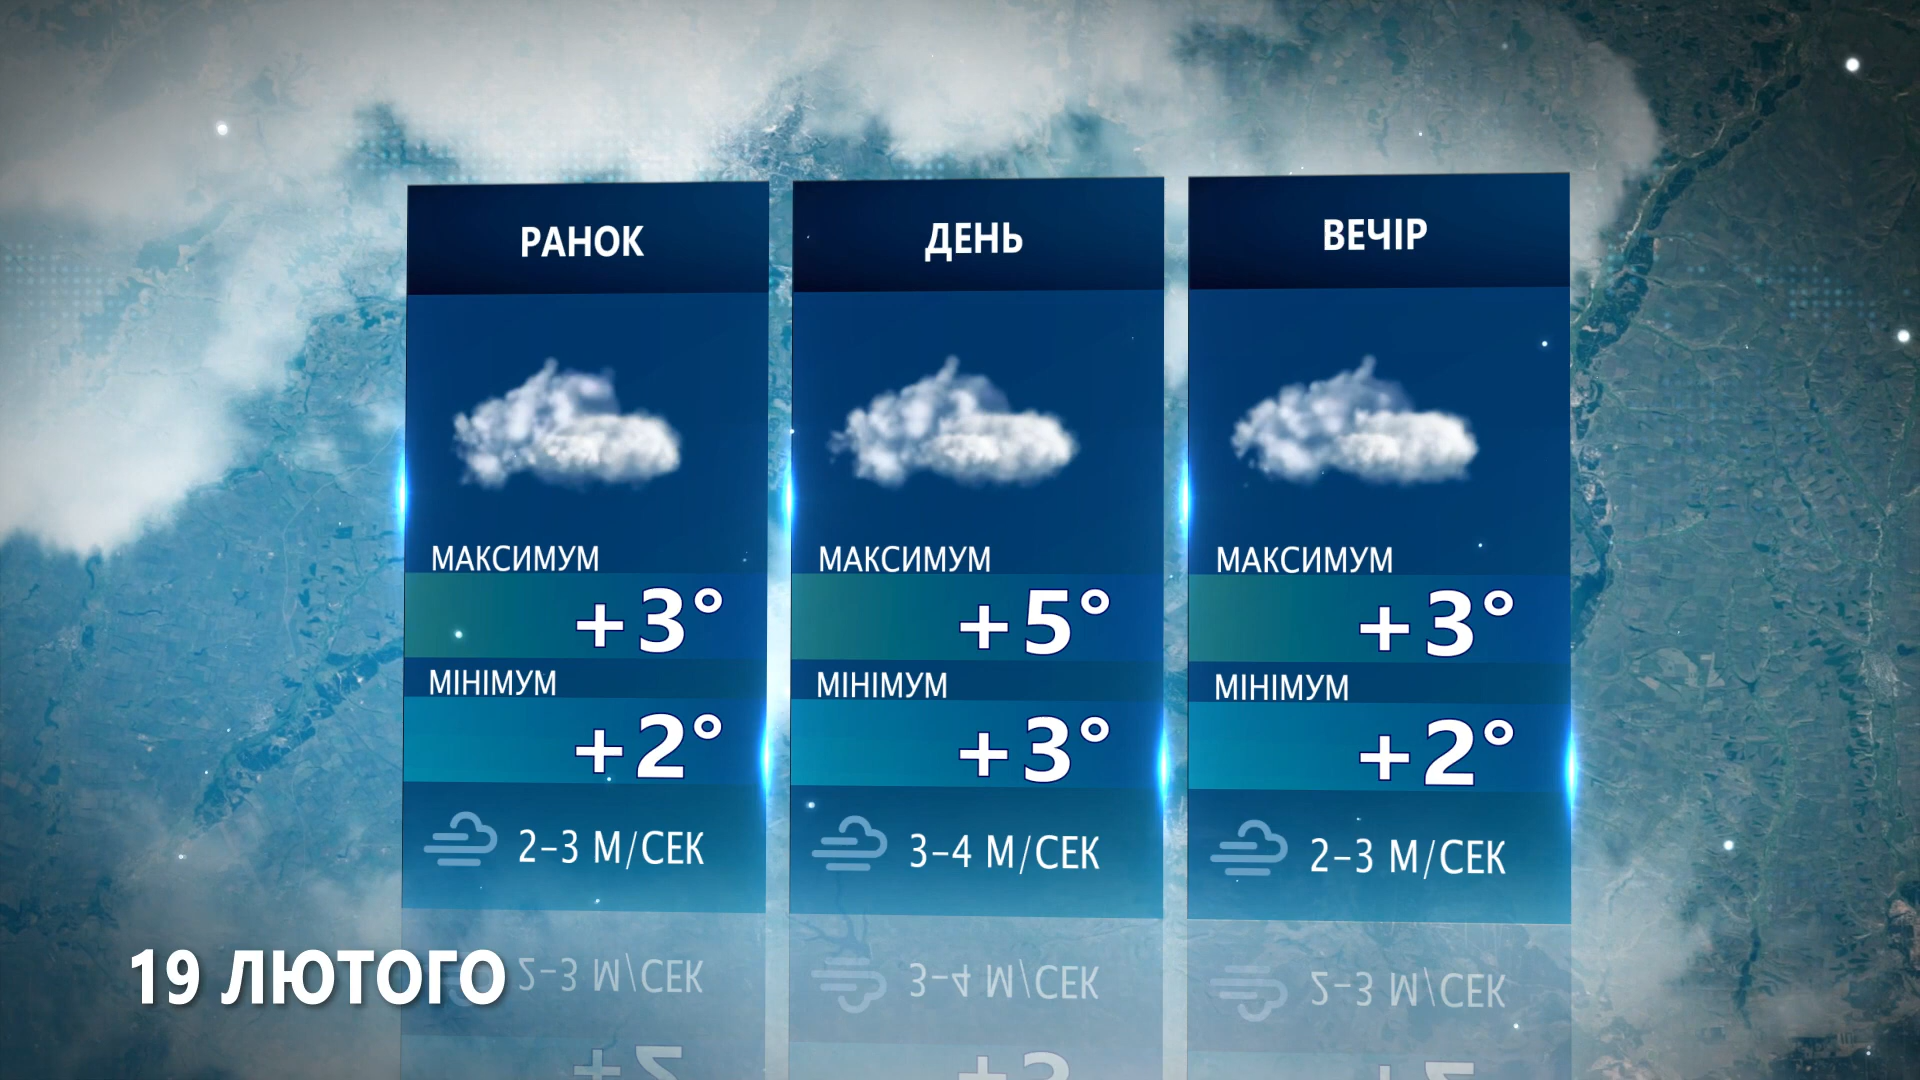 РАНОК
МАКСИМУМ
+3°
МІНІМУМ
+2°
2-3 М/СЕК
ДЕНЬ
МАКСИМУМ
+5°
МІНІМУМ
+3°
3-4 М/СЕК
ВЕЧІР
МАКСИМУМ
+3°
МІНІМУМ
+2°
2-3 М/СЕК
19 ЛЮТОГО